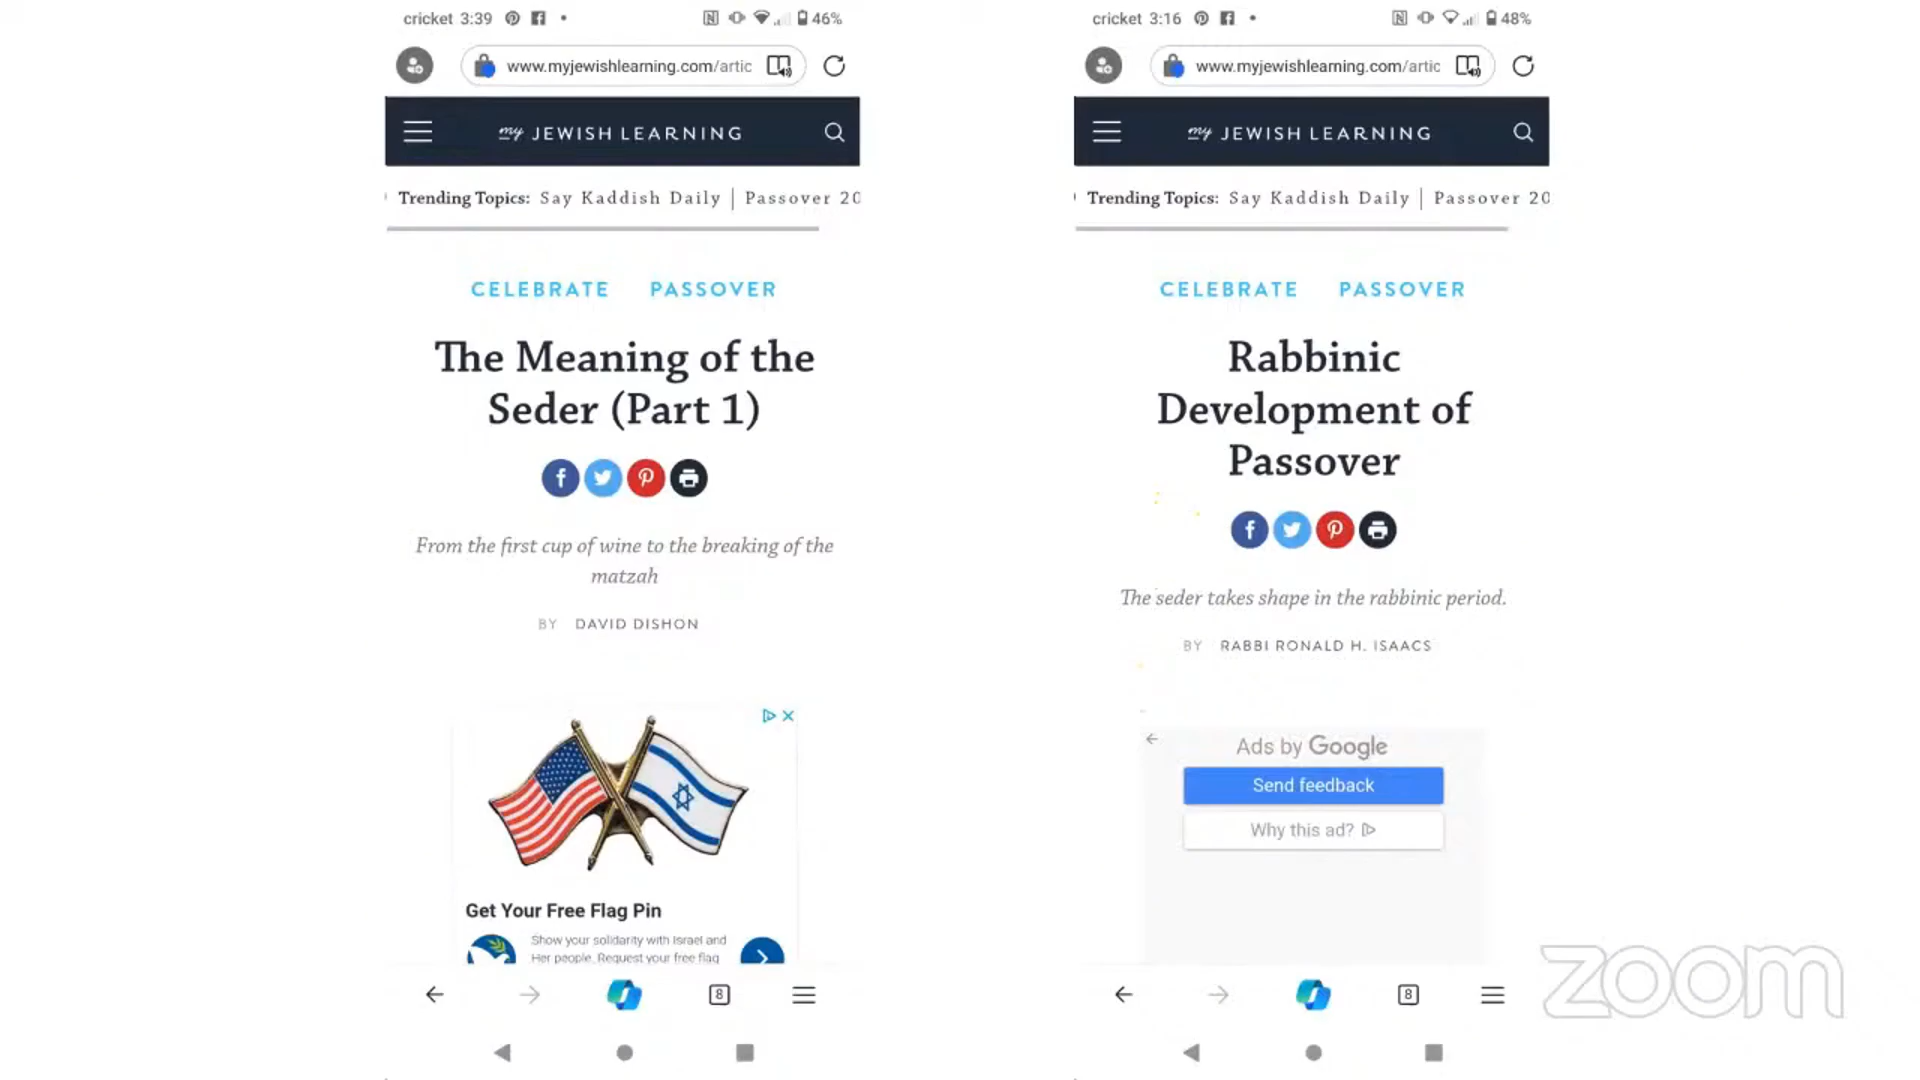 cricket 3:39
46%
www.myjewishlearning.com/artic
my JEWISH LEARNING
Trending Topics: Say Kaddish Daily | Passover 20
CELEBRATE PASSOVER
The Meaning of the
Seder (Part 1)
From the first cup of wine to the breaking of the
matzah
BY DAVID DISHON
Get Your Free Flag Pin
Show your solidarity with Israel and
Her people. Request your free flag
8
cricket 3:16
48%
www.myjewishlearning.com/artic
my JEWISH LEARNING
Trending Topics: Say Kaddish Daily | Passover 20
CELEBRATE PASSOVER
Rabbinic
Development of
Passover
The seder takes shape in the rabbinic period.
BY RABBI RONALD H. ISAACS
Ads by Google
Send feedback
Why this ad?
8
zoom